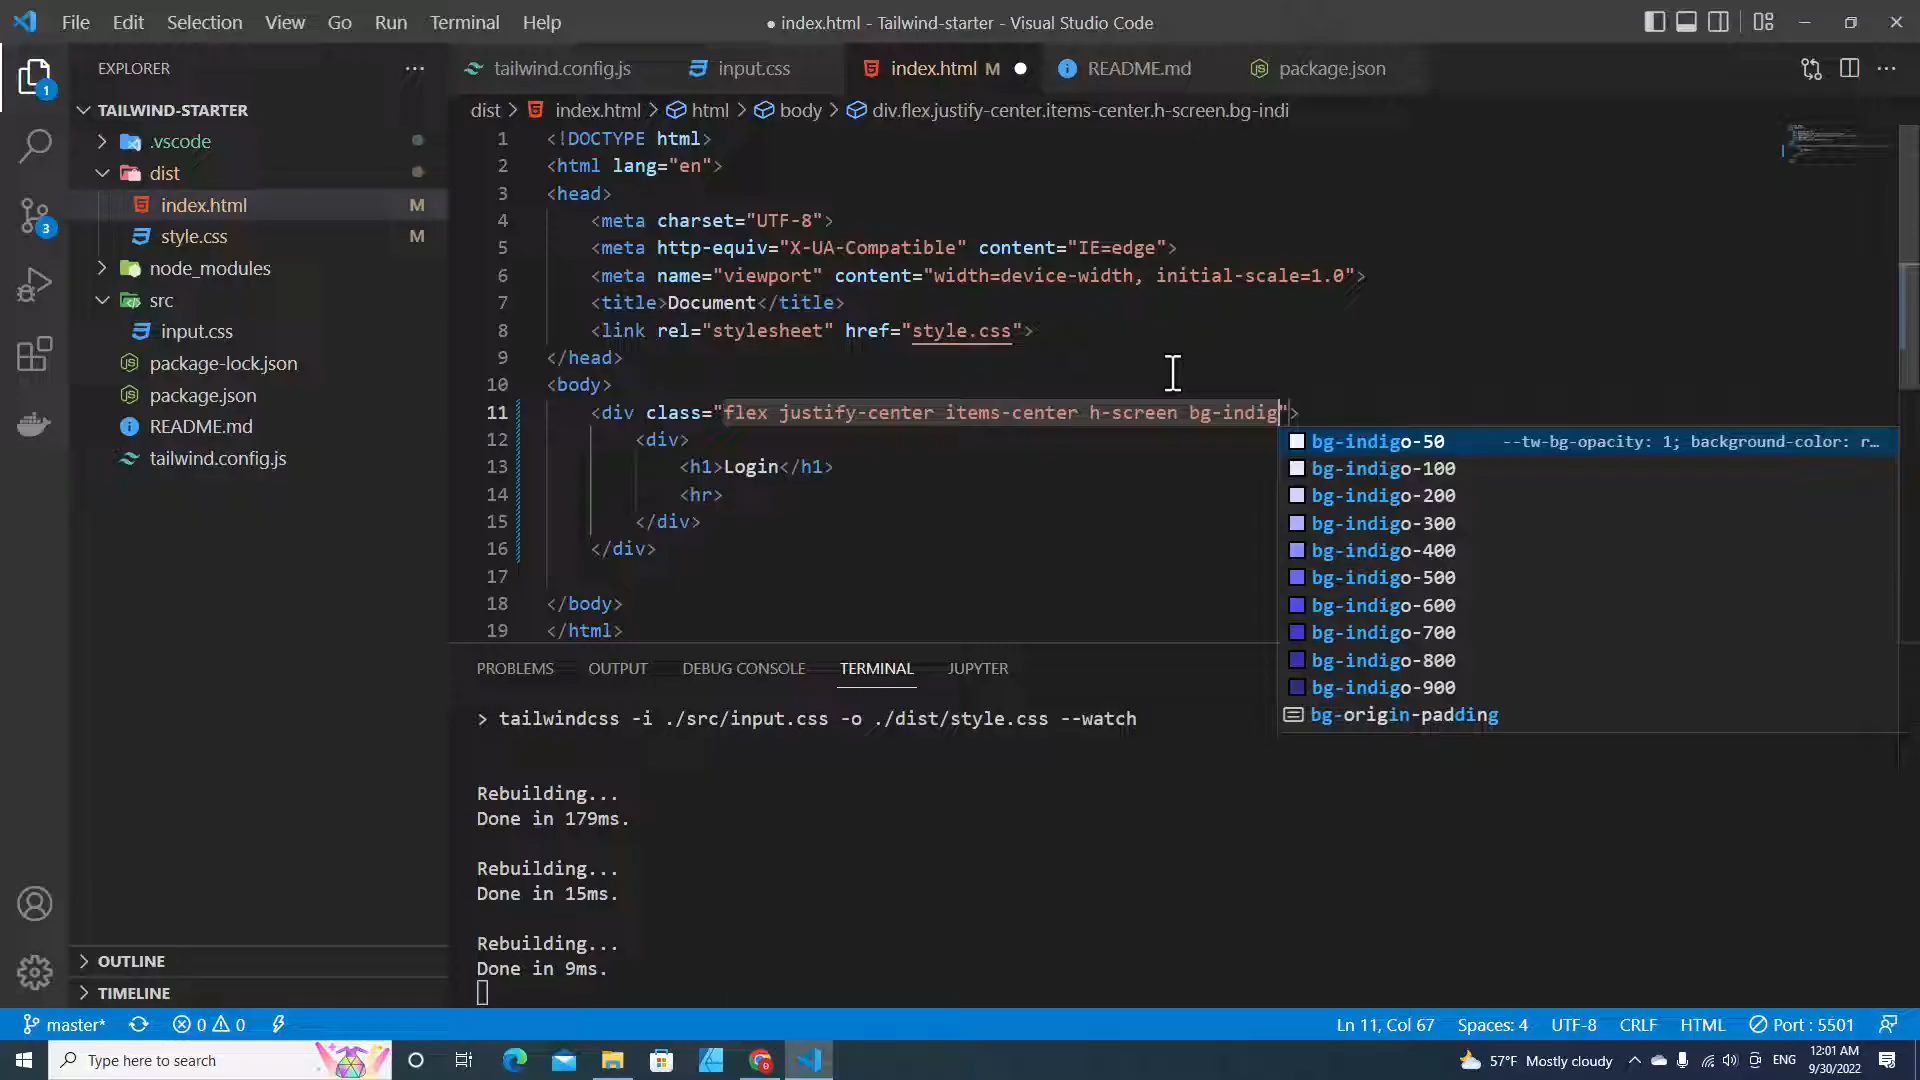 File Edit Selection View Go Run Terminal Help
● index.html - Tailwind-starter - Visual Studio Code
EXPLORER
TAILWIND-STARTER
.vscode
dist
index.html M
style.css M
node_modules
src
input.css
package-lock.json
package.json
README.md
tailwind.config.js
OUTLINE
TIMELINE
1
3
tailwind.config.js input.css index.html M README.md package.json
dist > index.html > html > body > div.flex.justify-center.items-center.h-screen.bg-indi
1 <!DOCTYPE html>
2 <html lang="en">
3 <head>
4 <meta charset="UTF-8">
5 <meta http-equiv="X-UA-Compatible" content="IE=edge">
6 <meta name="viewport" content="width=device-width, initial-scale=1.0">
7 <title>Document</title>
8 <link rel="stylesheet" href="style.css">
9 </head>
10 <body>
11 <div class="flex justify-center items-center h-screen bg-indig">
12 <div>
13 <h1>Login</h1>
14 <hr>
15 </div>
16 </div>
17
18 </body>
19 </html>
bg-indigo-50 --tw-bg-opacity: 1; background-color: r…
bg-indigo-100
bg-indigo-200
bg-indigo-300
bg-indigo-400
bg-indigo-500
bg-indigo-600
bg-indigo-700
bg-indigo-800
bg-indigo-900
bg-origin-padding
PROBLEMS OUTPUT DEBUG CONSOLE TERMINAL JUPYTER
> tailwindcss -i ./src/input.css -o ./dist/style.css --watch
Rebuilding...
Done in 179ms.
Rebuilding...
Done in 15ms.
Rebuilding...
Done in 9ms.
master* 0 0 Ln 11, Col 67 Spaces: 4 UTF-8 CRLF HTML Port : 5501
Type here to search 57°F Mostly cloudy ENG 12:01 AM
9/30/2022